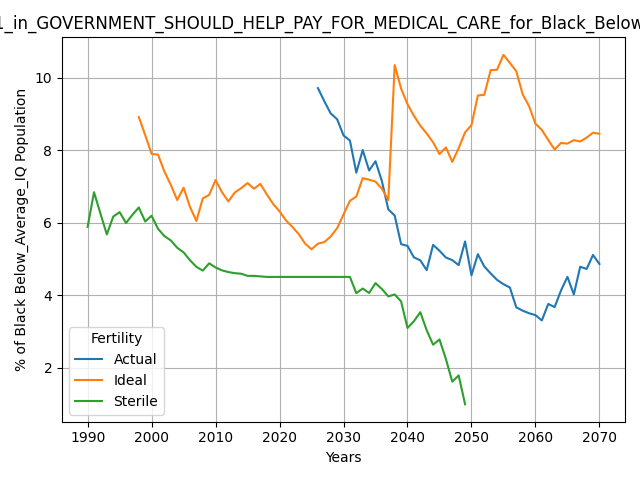 1_in_GOVERNMENT_SHOULD_HELP_PAY_FOR_MEDICAL_CARE_for_Black_Below
% of Black Below_Average_IQ Population
10
8
6
4
2
Fertility
Actual
Ideal
Sterile
1990 2000 2010 2020 2030 2040 2050 2060 2070
Years